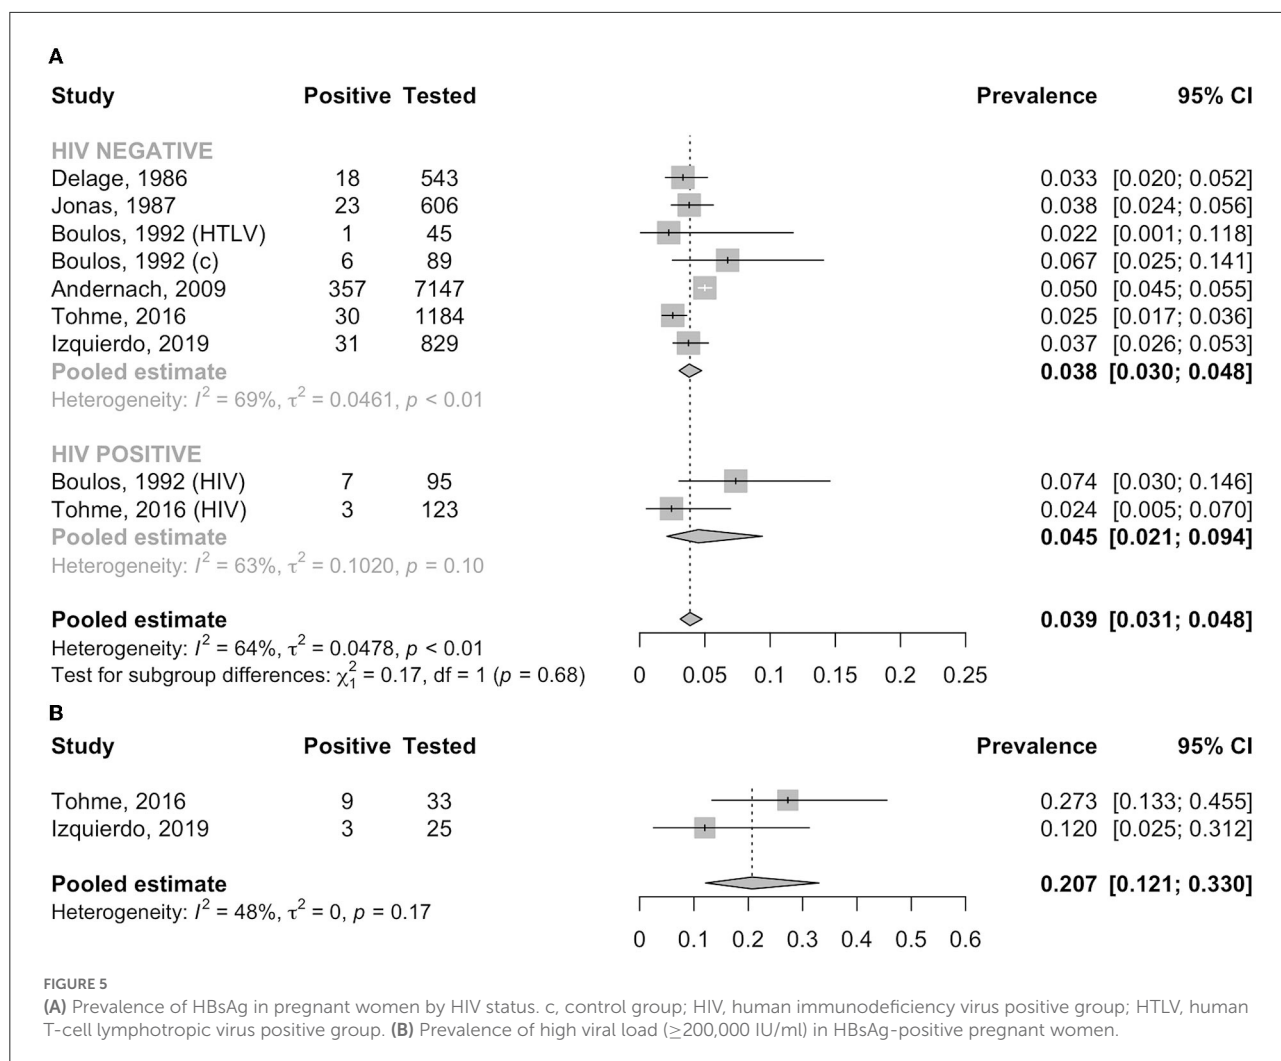 A
Study Positive Tested Prevalence 95% CI
HIV NEGATIVE
Delage, 1986 18 543 0.033 [0.020; 0.052]
Jonas, 1987 23 606 0.038 [0.024; 0.056]
Boulos, 1992 (HTLV) 1 45 0.022 [0.001; 0.118]
Boulos, 1992 (c) 6 89 0.067 [0.025; 0.141]
Andernach, 2009 357 7147 0.050 [0.045; 0.055]
Tohme, 2016 30 1184 0.025 [0.017; 0.036]
Izquierdo, 2019 31 829 0.037 [0.026; 0.053]
Pooled estimate 0.038 [0.030; 0.048]
Heterogeneity: I² = 69%, τ² = 0.0461, p < 0.01
HIV POSITIVE
Boulos, 1992 (HIV) 7 95 0.074 [0.030; 0.146]
Tohme, 2016 (HIV) 3 123 0.024 [0.005; 0.070]
Pooled estimate 0.045 [0.021; 0.094]
Heterogeneity: I² = 63%, τ² = 0.1020, p = 0.10
Pooled estimate 0.039 [0.031; 0.048]
Heterogeneity: I² = 64%, τ² = 0.0478, p < 0.01
Test for subgroup differences: χ²₁ = 0.17, df = 1 (p = 0.68) 0 0.05 0.1 0.15 0.2 0.25
B
Study Positive Tested Prevalence 95% CI
Tohme, 2016 9 33 0.273 [0.133; 0.455]
Izquierdo, 2019 3 25 0.120 [0.025; 0.312]
Pooled estimate 0.207 [0.121; 0.330]
Heterogeneity: I² = 48%, τ² = 0, p = 0.17
0 0.1 0.2 0.3 0.4 0.5 0.6
FIGURE 5
(A) Prevalence of HBsAg in pregnant women by HIV status. c, control group; HIV, human immunodeficiency virus positive group; HTLV, human
T-cell lymphotropic virus positive group. (B) Prevalence of high viral load (≥200,000 IU/ml) in HBsAg-positive pregnant women.